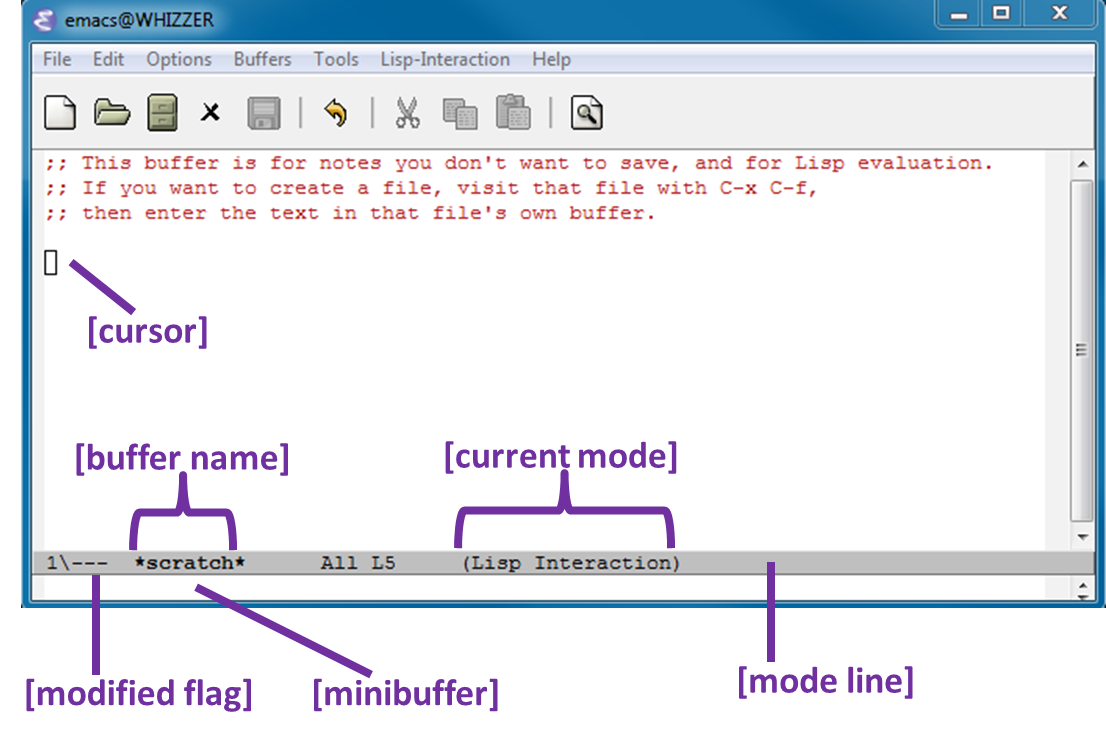 emacs@WHIZZER
File Edit Options Buffers Tools Lisp-Interaction Help
;; This buffer is for notes you don't want to save, and for Lisp evaluation.
;; If you want to create a file, visit that file with C-x C-f,
;; then enter the text in that file's own buffer.
[cursor]
[buffer name] [current mode]
1\--- *scratch* All L5 (Lisp Interaction)
[modified flag] [minibuffer] [mode line]